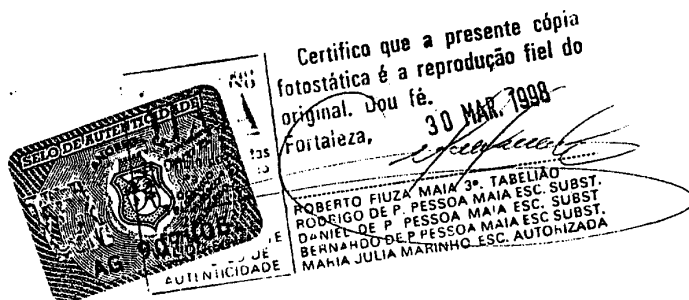 Certifico que a presente cópia
fotostática é a reprodução fiel do
original. Dou fé.
Fortaleza, 30 MAR. 1998
ROBERTO FIUZA MAIA 3º. TABELIÃO
RODRIGO DE P. PESSOA MAIA ESC. SUBST.
DANIEL DE P. PESSOA MAIA ESC. SUBST
BERNARDO DE P. PESSOA MAIA ESC SUBST.
MARIA JULIA MARINHO ESC. AUTORIZADA
SELO DE AUTENTICIDADE
AG
DE
AUTENTICIDADE